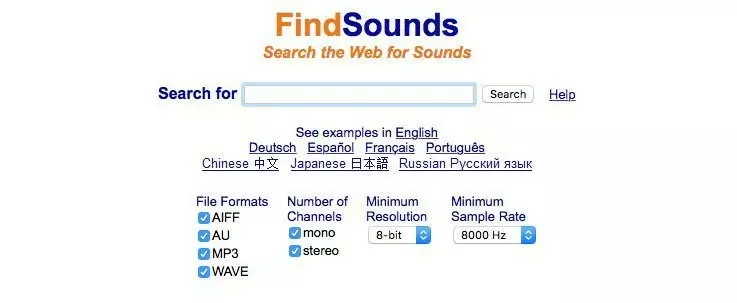 FindSounds
Search the Web for Sounds
Search for Search Help
See examples in English
Deutsch Español Français Português
Chinese 中文 Japanese 日本語 Russian Русский язык
File Formats Number of Channels Minimum Resolution Minimum Sample Rate
AIFF mono 8-bit 8000 Hz
AU stereo
MP3
WAVE